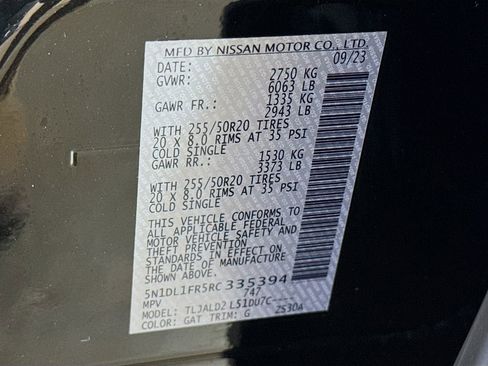 MFD BY NISSAN MOTOR CO., LTD.
DATE: 09/23
GVWR: 2750 KG
6063 LB
GAWR FR.: 1335 KG
2943 LB
WITH 255/50R20 TIRES
20 X 8.0 RIMS AT 35 PSI
COLD SINGLE
GAWR RR.: 1530 KG
3373 LB
WITH 255/50R20 TIRES
20 X 8.0 RIMS AT 35 PSI
COLD SINGLE
THIS VEHICLE CONFORMS TO
ALL APPLICABLE FEDERAL
MOTOR VEHICLE SAFETY AND
THEFT PREVENTION
STANDARDS IN EFFECT ON
THE DATE OF MANUFACTURE
SHOWN ABOVE.
5N1DL1FR5RC335394
MPV 747
MODEL: TLJALD2 L51DU7C----
COLOR: GAT TRIM: G 2S30A